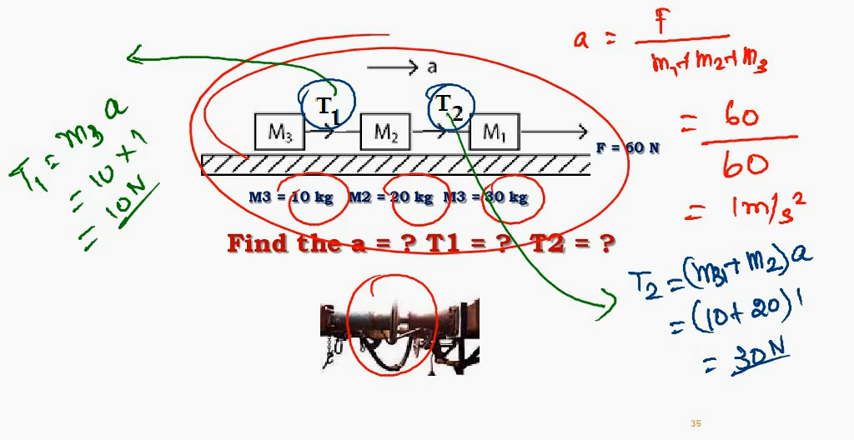 a
T1
T2
M3
M2
M1
F = 60 N
M3 = 10 kg M2 = 20 kg M3 = 30 kg
Find the a = ? T1 = ? T2 = ?
T1 = m3 a
= 10 × 1
= 10N
a = F
m1+m2+m3
= 60
60
= 1m/s²
T2 = (m3+m2)a
= (10+20)1
= 30N
35